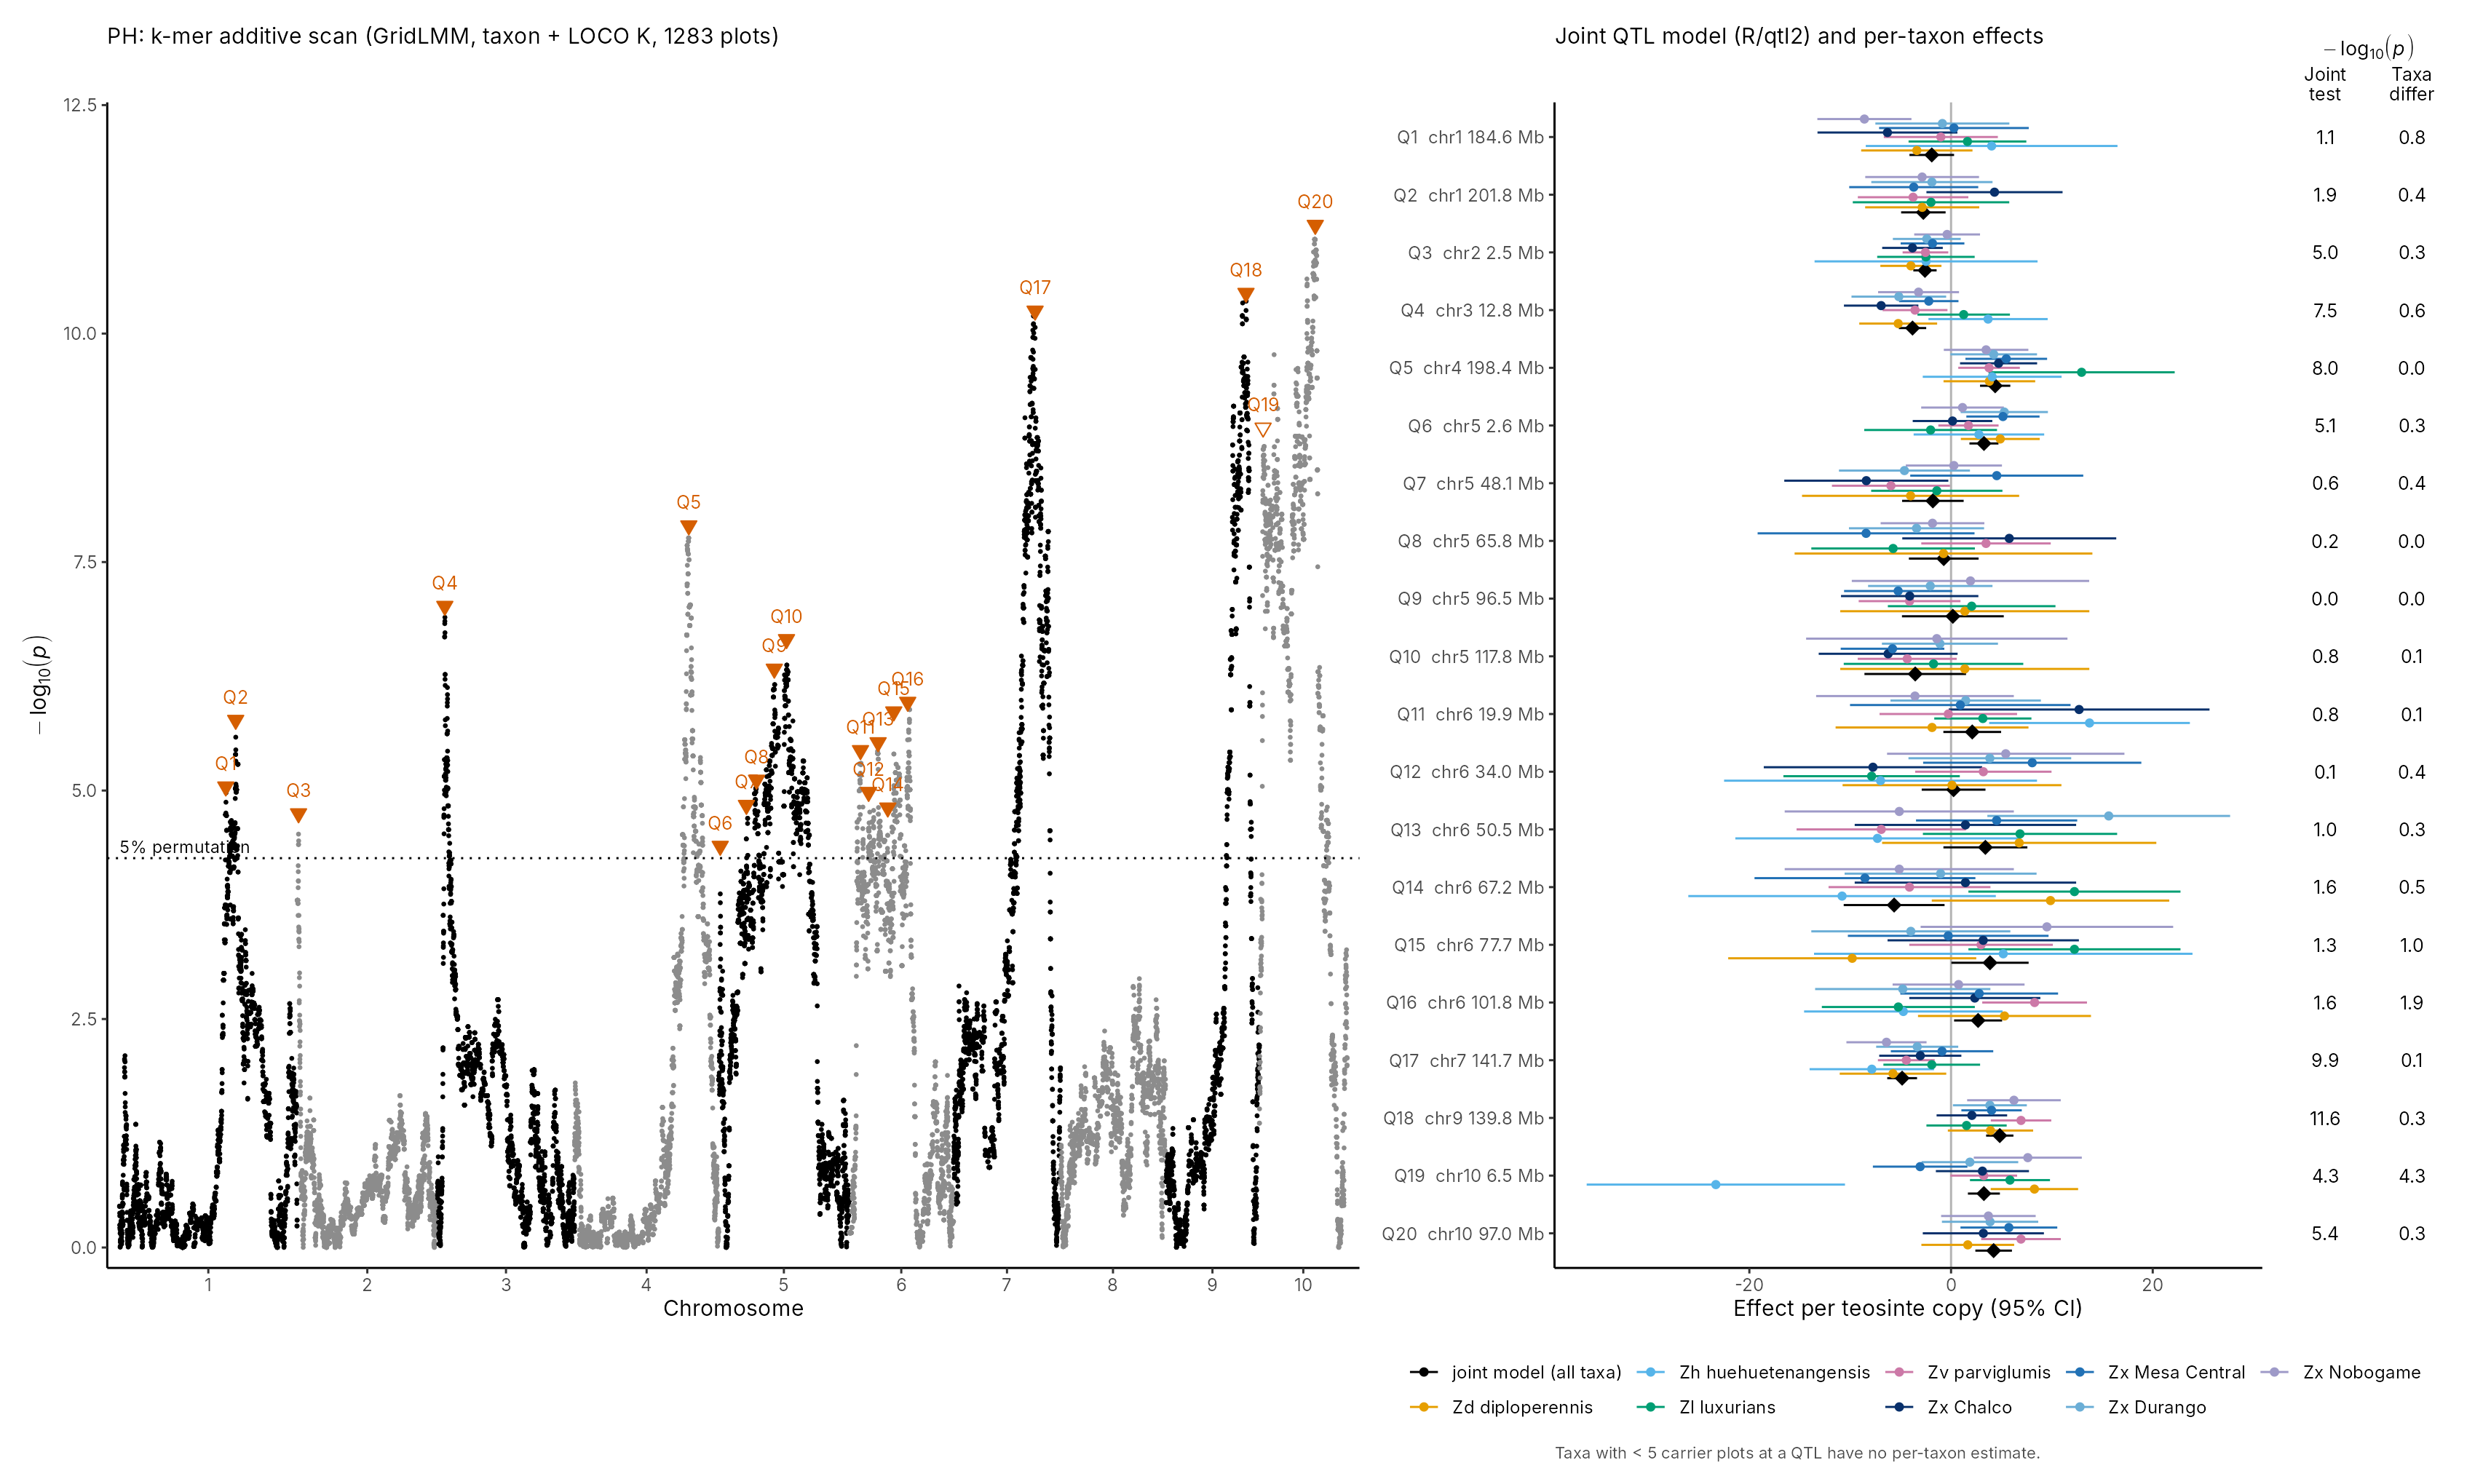 PH: k-mer additive scan (GridLMM, taxon + LOCO K, 1283 plots)
Joint QTL model (R/qtl2) and per-taxon effects
− log10(p)
Joint test
Taxa differ
12.5
10.0
7.5
5.0
2.5
0.0
− log10(p)
5% permutation
Q1
Q2
Q3
Q4
Q5
Q6
Q7
Q8
Q9
Q10
Q11
Q12
Q13
Q14
Q15
Q16
Q17
Q18
Q19
Q20
1 2 3 4 5 6 7 8 9 10
Chromosome
Q1 chr1 184.6 Mb 1.1 0.8
Q2 chr1 201.8 Mb 1.9 0.4
Q3 chr2 2.5 Mb 5.0 0.3
Q4 chr3 12.8 Mb 7.5 0.6
Q5 chr4 198.4 Mb 8.0 0.0
Q6 chr5 2.6 Mb 5.1 0.3
Q7 chr5 48.1 Mb 0.6 0.4
Q8 chr5 65.8 Mb 0.2 0.0
Q9 chr5 96.5 Mb 0.0 0.0
Q10 chr5 117.8 Mb 0.8 0.1
Q11 chr6 19.9 Mb 0.8 0.1
Q12 chr6 34.0 Mb 0.1 0.4
Q13 chr6 50.5 Mb 1.0 0.3
Q14 chr6 67.2 Mb 1.6 0.5
Q15 chr6 77.7 Mb 1.3 1.0
Q16 chr6 101.8 Mb 1.6 1.9
Q17 chr7 141.7 Mb 9.9 0.1
Q18 chr9 139.8 Mb 11.6 0.3
Q19 chr10 6.5 Mb 4.3 4.3
Q20 chr10 97.0 Mb 5.4 0.3
-20 0 20
Effect per teosinte copy (95% CI)
joint model (all taxa) Zh huehuetenangensis Zv parviglumis Zx Mesa Central Zx Nobogame
Zd diploperennis Zl luxurians Zx Chalco Zx Durango
Taxa with < 5 carrier plots at a QTL have no per-taxon estimate.